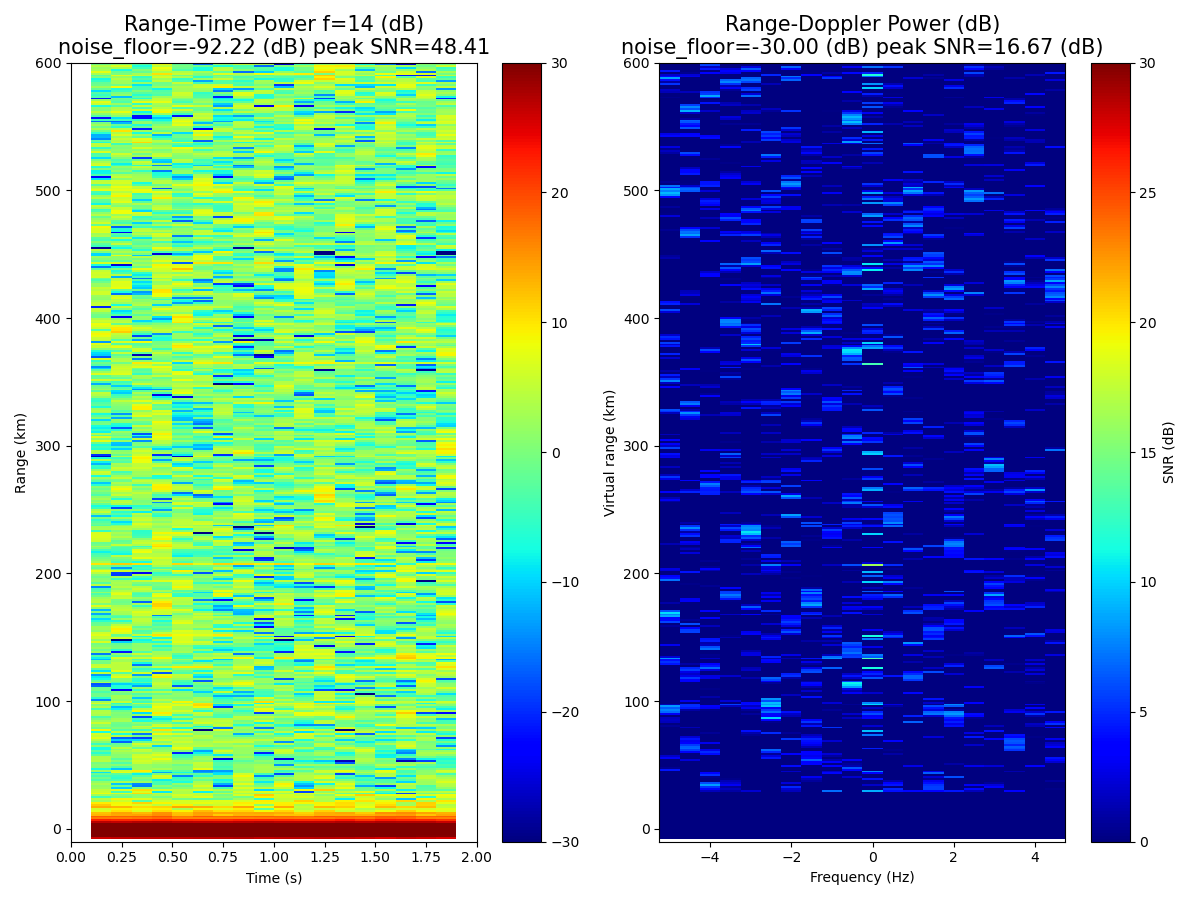 Range-Time Power f=14 (dB)
noise_floor=-92.22 (dB) peak SNR=48.41
Range (km)
600
500
400
300
200
100
0
0.00 0.25 0.50 0.75 1.00 1.25 1.50 1.75 2.00
Time (s)
30
20
10
0
−10
−20
−30
Range-Doppler Power (dB)
noise_floor=-30.00 (dB) peak SNR=16.67 (dB)
Virtual range (km)
600
500
400
300
200
100
0
−4 −2 0 2 4
Frequency (Hz)
30
25
20
15
10
5
0
SNR (dB)